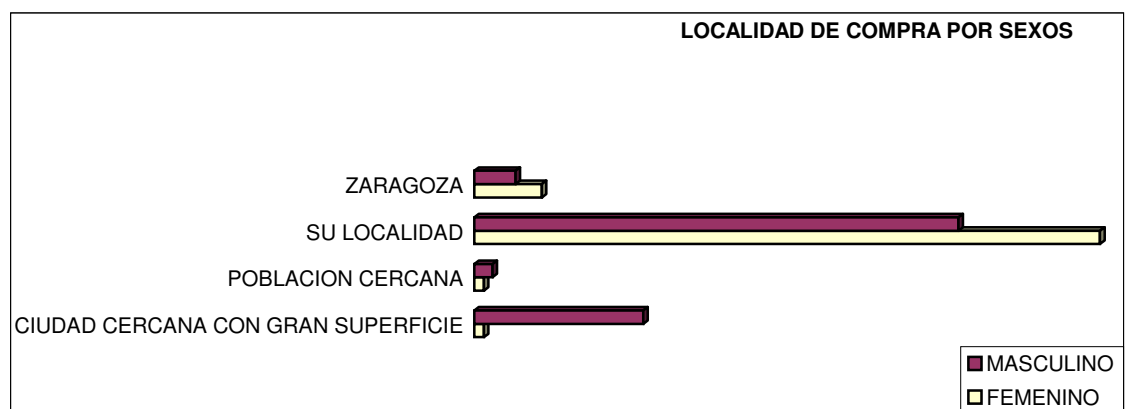 LOCALIDAD DE COMPRA POR SEXOS
ZARAGOZA
SU LOCALIDAD
POBLACION CERCANA
CIUDAD CERCANA CON GRAN SUPERFICIE
MASCULINO
FEMENINO